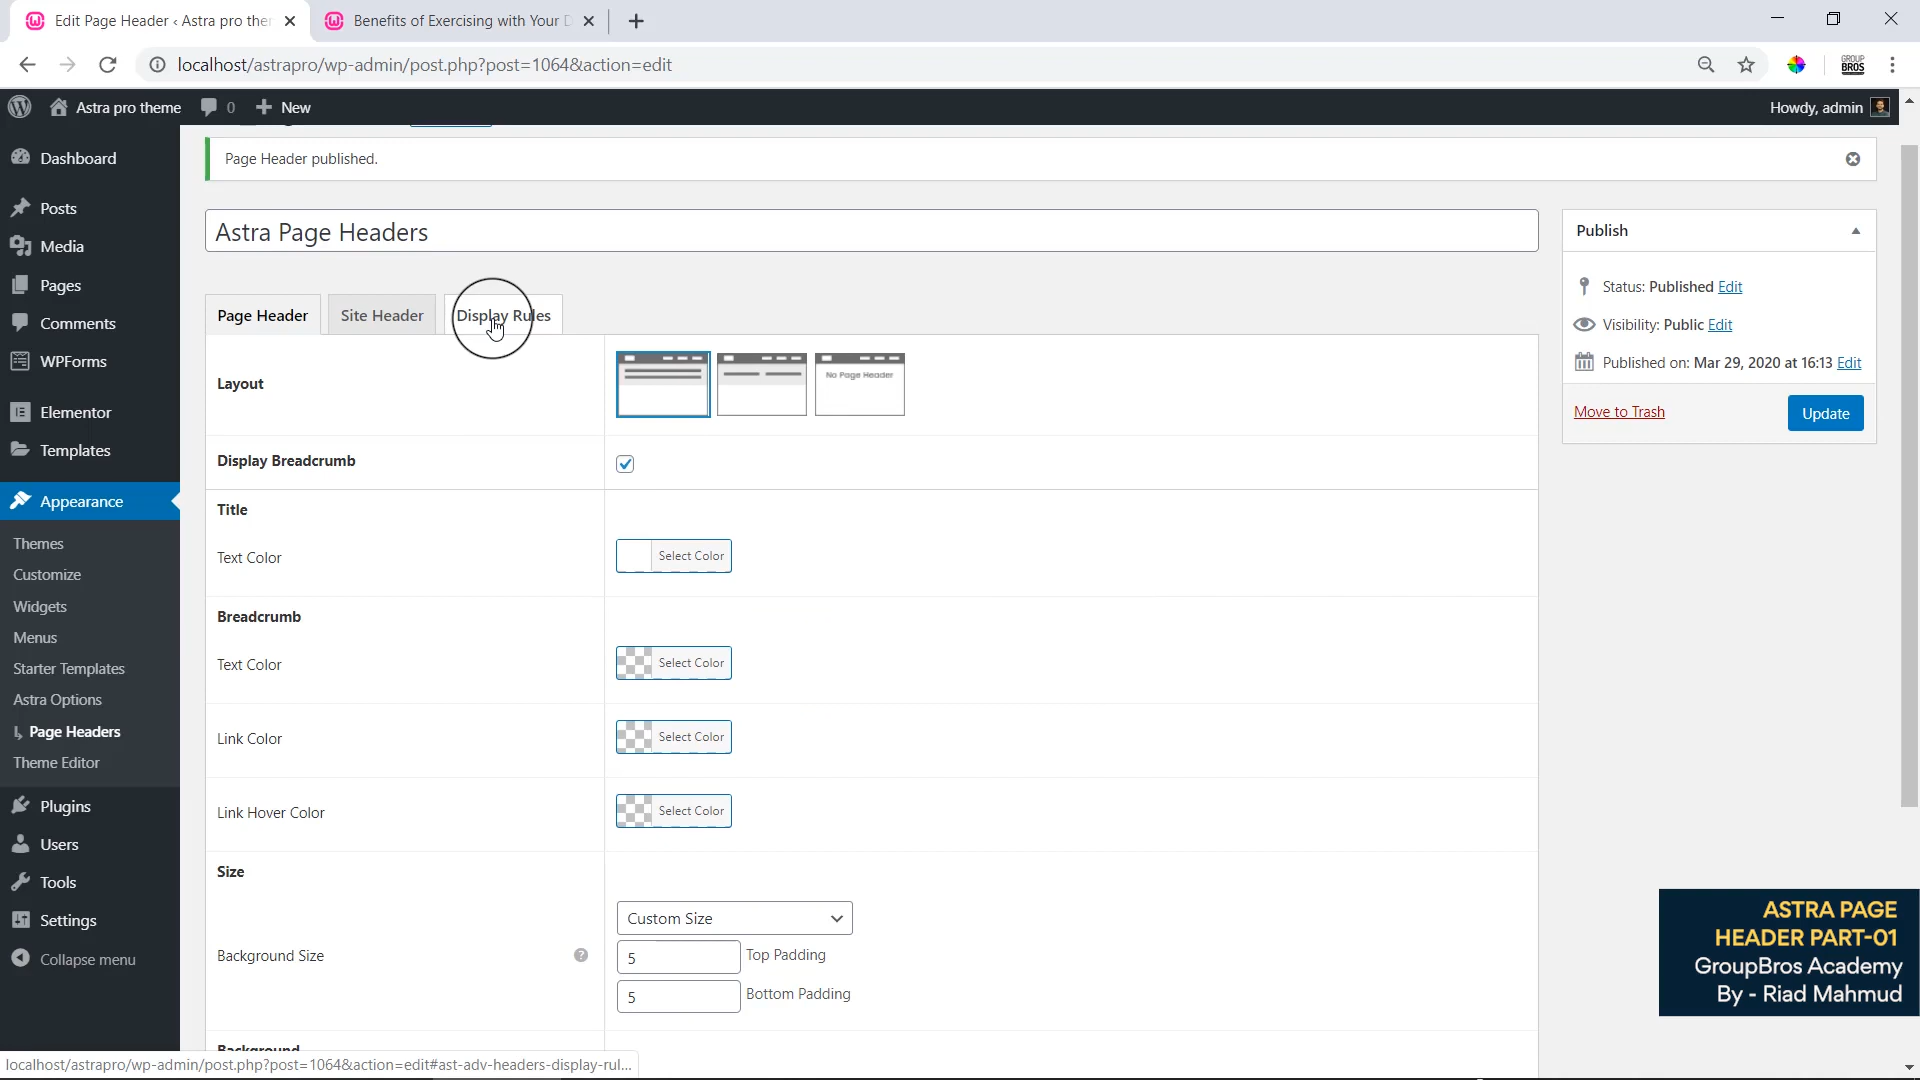 Edit Page Header ‹ Astra pro the
Benefits of Exercising with Your D
localhost/astrapro/wp-admin/post.php?post=1064&action=edit
GROUP
BROS
Astra pro theme
0
New
Howdy, admin
Dashboard
Posts
Media
Pages
Comments
WPForms
Elementor
Templates
Appearance
Themes
Customize
Widgets
Menus
Starter Templates
Astra Options
Page Headers
Theme Editor
Plugins
Users
Tools
Settings
Collapse menu
Page Header published.
Astra Page Headers
Page Header
Site Header
Display Rules
Layout
No Page Header
Display Breadcrumb
Title
Text Color
Select Color
Breadcrumb
Text Color
Select Color
Link Color
Select Color
Link Hover Color
Select Color
Size
Background Size
?
Custom Size
5
Top Padding
5
Bottom Padding
Background
Publish
Status: Published Edit
Visibility: Public Edit
Published on: Mar 29, 2020 at 16:13 Edit
Move to Trash
Update
ASTRA PAGE
HEADER PART-01
GroupBros Academy
By - Riad Mahmud
localhost/astrapro/wp-admin/post.php?post=1064&action=edit#ast-adv-headers-display-rul...